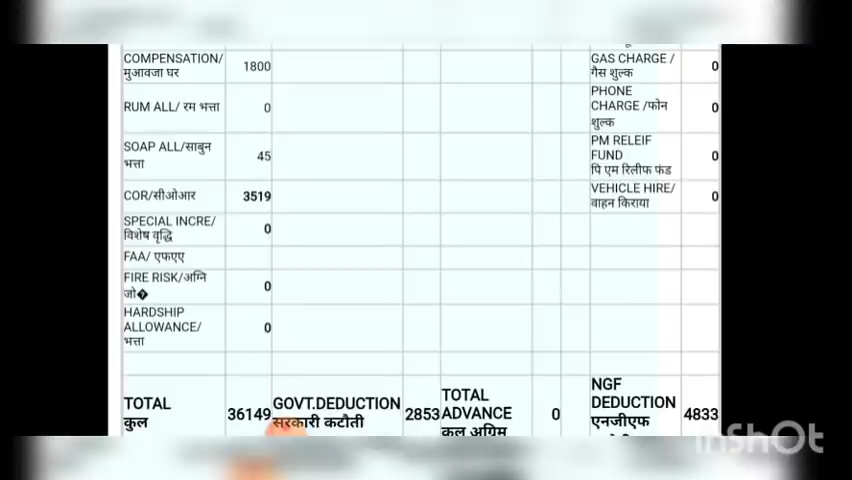 COMPENSATION/
मुआवजा घर
1800
GAS CHARGE /
गैस शुल्क
0
RUM ALL/ रम भत्ता
0
PHONE
CHARGE /फोन
शुल्क
0
SOAP ALL/साबुन
भत्ता
45
PM RELEIF
FUND
पि एम रिलीफ फंड
0
COR/सीओआर
3519
VEHICLE HIRE/
वाहन किराया
0
SPECIAL INCRE/
विशेष वृद्धि
0
FAA/ एफएए
FIRE RISK/अग्नि
जो�
0
HARDSHIP
ALLOWANCE/
भत्ता
0
TOTAL
कुल
36149
GOVT.DEDUCTION
सरकारी कटौती
2853
TOTAL
ADVANCE
कुल अग्रिम
0
NGF
DEDUCTION
एनजीएफ
4833
InShOt